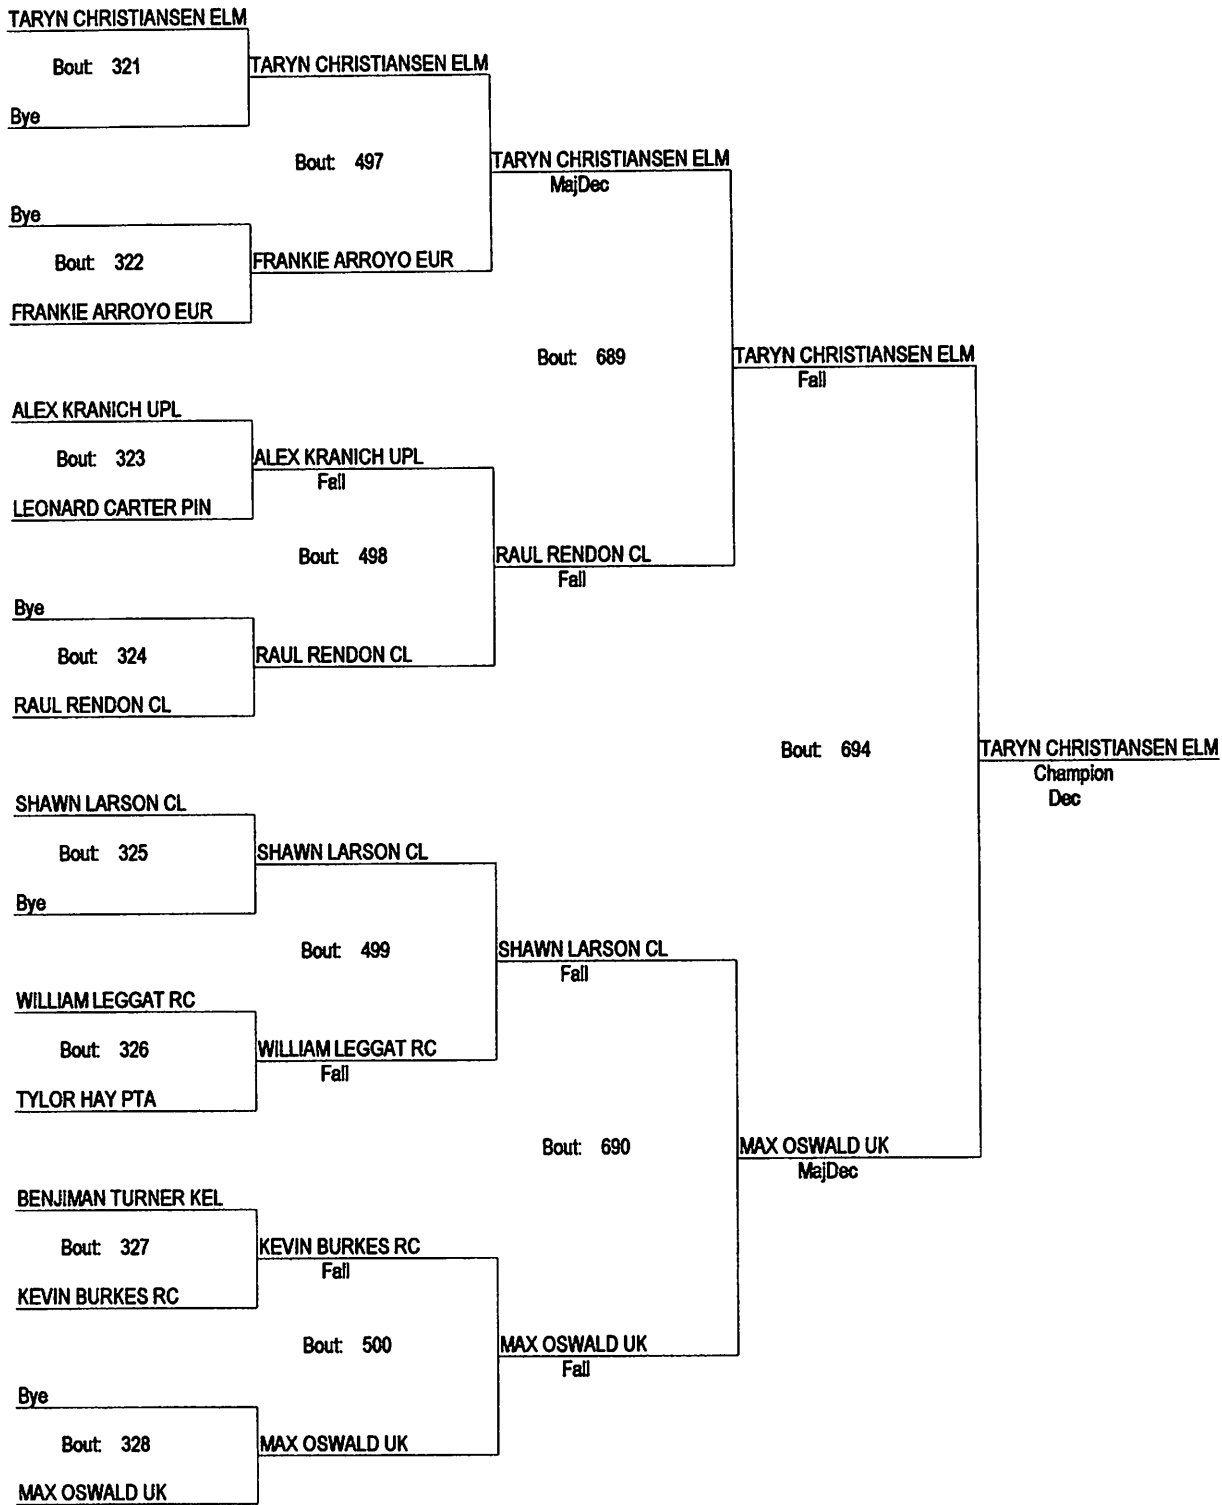 TARYN CHRISTIANSEN ELM
Bout: 321
TARYN CHRISTIANSEN ELM
Bye
Bout: 497
TARYN CHRISTIANSEN ELM
MajDec
Bye
Bout: 322
FRANKIE ARROYO EUR
FRANKIE ARROYO EUR
Bout: 689
TARYN CHRISTIANSEN ELM
Fall
ALEX KRANICH UPL
Bout: 323
ALEX KRANICH UPL
Fall
LEONARD CARTER PIN
Bout: 498
RAUL RENDON CL
Fall
Bye
Bout: 324
RAUL RENDON CL
RAUL RENDON CL
Bout: 694
TARYN CHRISTIANSEN ELM
Champion
Dec
SHAWN LARSON CL
Bout: 325
SHAWN LARSON CL
Bye
Bout: 499
SHAWN LARSON CL
Fall
WILLIAM LEGGAT RC
Bout: 326
WILLIAM LEGGAT RC
Fall
TYLOR HAY PTA
Bout: 690
MAX OSWALD UK
MajDec
BENJIMAN TURNER KEL
Bout: 327
KEVIN BURKES RC
Fall
KEVIN BURKES RC
Bout: 500
MAX OSWALD UK
Fall
Bye
Bout: 328
MAX OSWALD UK
MAX OSWALD UK